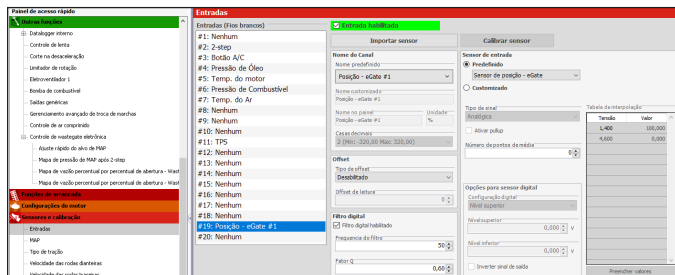 Painel de acesso rápido
Outras funções
Datalogger interno
Controle de lenta
Corte na desaceleração
Limitador de rotação
Eletroventilador 1
Bomba de combustível
Saídas genéricas
Gerenciamento avançado de troca de marchas
Controle de ar comprimido
Controle de wastegate eletrônica
Ajuste rápido do alvo de MAP
Mapa de pressão de MAP após 2-step
Mapa de vazão percentual por percentual de abertura - Wast
Mapa de vazão percentual por percentual de abertura - Wast
Funções de arrancada
Configurações do motor
Sensores e calibração
Entradas
MAP
Tipo de tração
Velocidade das rodas dianteiras
Velocidade das rodas traseiras
Entradas
Entradas (Fios brancos)
#1: Nenhum
#2: 2-step
#3: Botão A/C
#4: Pressão de Óleo
#5: Temp. do motor
#6: Pressão de Combustível
#7: Temp. do Ar
#8: Nenhum
#9: Nenhum
#10: Nenhum
#11: TPS
#12: Nenhum
#13: Nenhum
#14: Nenhum
#15: Nenhum
#16: Nenhum
#17: Nenhum
#18: Nenhum
#19: Posição - eGate #1
#20: Nenhum
Entrada habilitada
Importar sensor
Calibrar sensor
Nome do Canal
Nome predefinido
Posição - eGate #1
Nome customizado
Posição - eGate #1
Nome no painel Unidade
Posição - eGate #1 %
Casas decimais
2 (Min: -320,00 Max: 320,00)
Offset
Tipo de offset
Desabilitado
Offset de leitura
0
Filtro digital
Filtro digital habilitado
Frequencia do filtro
50
Fator Q
0,60
Sensor de entrada
Predefinido
Sensor de posição - eGate
Customizado
Tipo de sinal
Analógica
Ativar pullup
Número de pontos da média
0
Opções para sensor digital
Configuração digital
Nível superior
Nível superior
0,000 V
Nível inferior
0,000 V
Inverter sinal de saída
Tabela de interpolação
Tensão Valor
1,400 100,000
4,600 0,000
Preencher valores